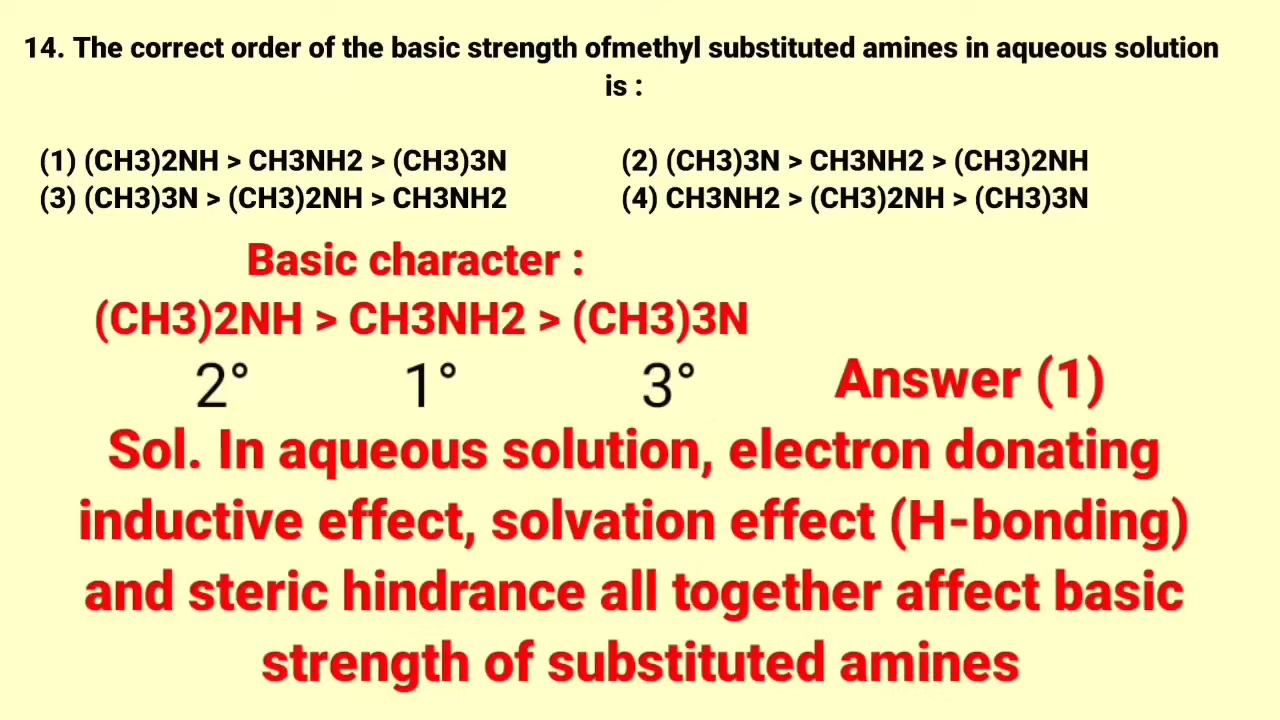 14. The correct order of the basic strength ofmethyl substituted amines in aqueous solution
is :
(1) (CH3)2NH > CH3NH2 > (CH3)3N
(2) (CH3)3N > CH3NH2 > (CH3)2NH
(3) (CH3)3N > (CH3)2NH > CH3NH2
(4) CH3NH2 > (CH3)2NH > (CH3)3N
Basic character :
(CH3)2NH > CH3NH2 > (CH3)3N
2° 1° 3°
Answer (1)
Sol. In aqueous solution, electron donating
inductive effect, solvation effect (H-bonding)
and steric hindrance all together affect basic
strength of substituted amines